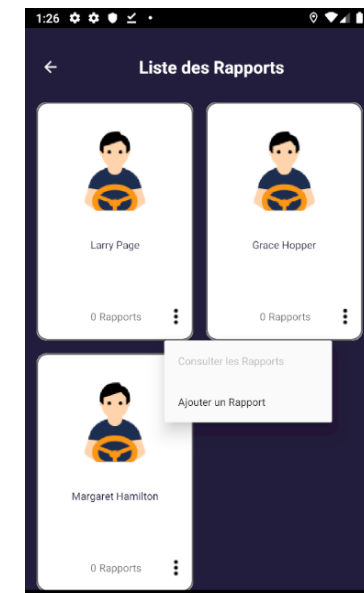 1:26
Liste des Rapports
Larry Page
Grace Hopper
0 Rapports
0 Rapports
Consulter les Rapports
Ajouter un Rapport
Margaret Hamilton
0 Rapports